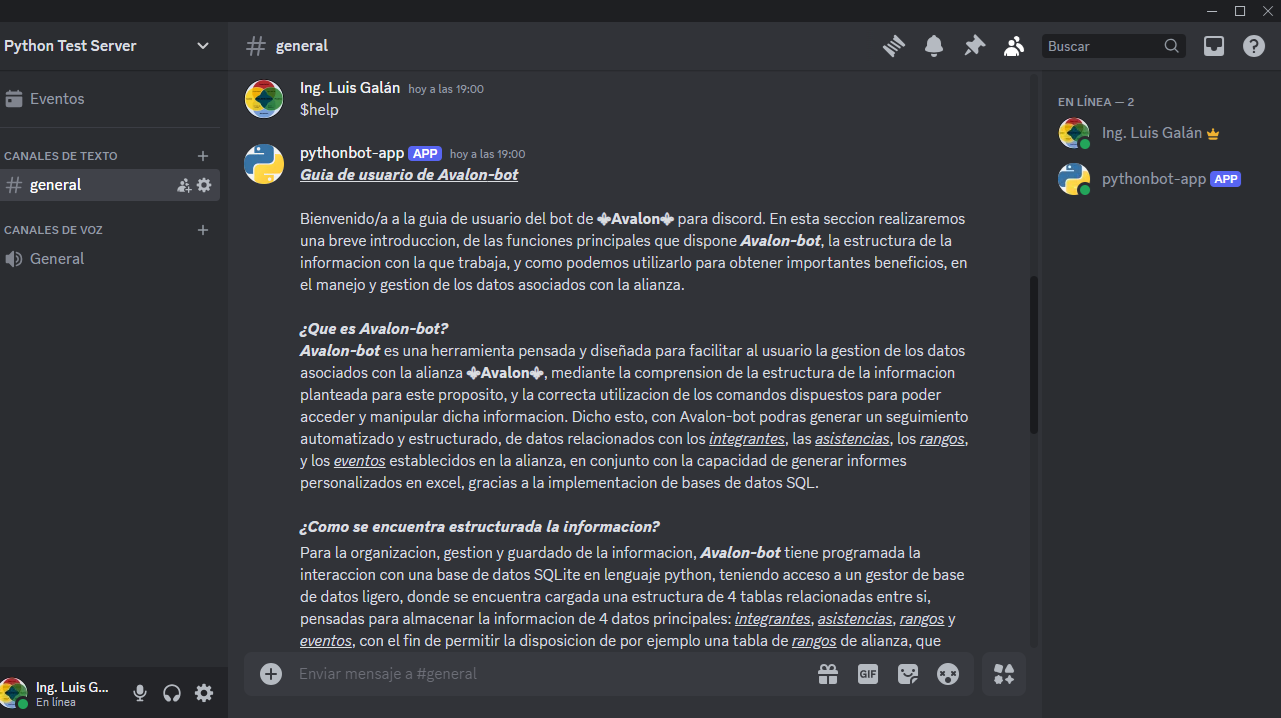 Python Test Server
general
Buscar
Eventos
CANALES DE TEXTO
general
CANALES DE VOZ
General
Ing. Luis Galán hoy a las 19:00
$help
pythonbot-app APP hoy a las 19:00
Guia de usuario de Avalon-bot
Bienvenido/a a la guia de usuario del bot de ⚜Avalon⚜ para discord. En esta seccion realizaremos
una breve introduccion, de las funciones principales que dispone Avalon-bot, la estructura de la
informacion con la que trabaja, y como podemos utilizarlo para obtener importantes beneficios, en
el manejo y gestion de los datos asociados con la alianza.
¿Que es Avalon-bot?
Avalon-bot es una herramienta pensada y diseñada para facilitar al usuario la gestion de los datos
asociados con la alianza ⚜Avalon⚜, mediante la comprension de la estructura de la informacion
planteada para este proposito, y la correcta utilizacion de los comandos dispuestos para poder
acceder y manipular dicha informacion. Dicho esto, con Avalon-bot podras generar un seguimiento
automatizado y estructurado, de datos relacionados con los integrantes, las asistencias, los rangos,
y los eventos establecidos en la alianza, en conjunto con la capacidad de generar informes
personalizados en excel, gracias a la implementacion de bases de datos SQL.
¿Como se encuentra estructurada la informacion?
Para la organizacion, gestion y guardado de la informacion, Avalon-bot tiene programada la
interaccion con una base de datos SQLite en lenguaje python, teniendo acceso a un gestor de base
de datos ligero, donde se encuentra cargada una estructura de 4 tablas relacionadas entre si,
pensadas para almacenar la informacion de 4 datos principales: integrantes, asistencias, rangos y
eventos, con el fin de permitir la disposicion de por ejemplo una tabla de rangos de alianza, que
Enviar mensaje a #general
GIF
EN LÍNEA — 2
Ing. Luis Galán
pythonbot-app APP
Ing. Luis G...
En línea